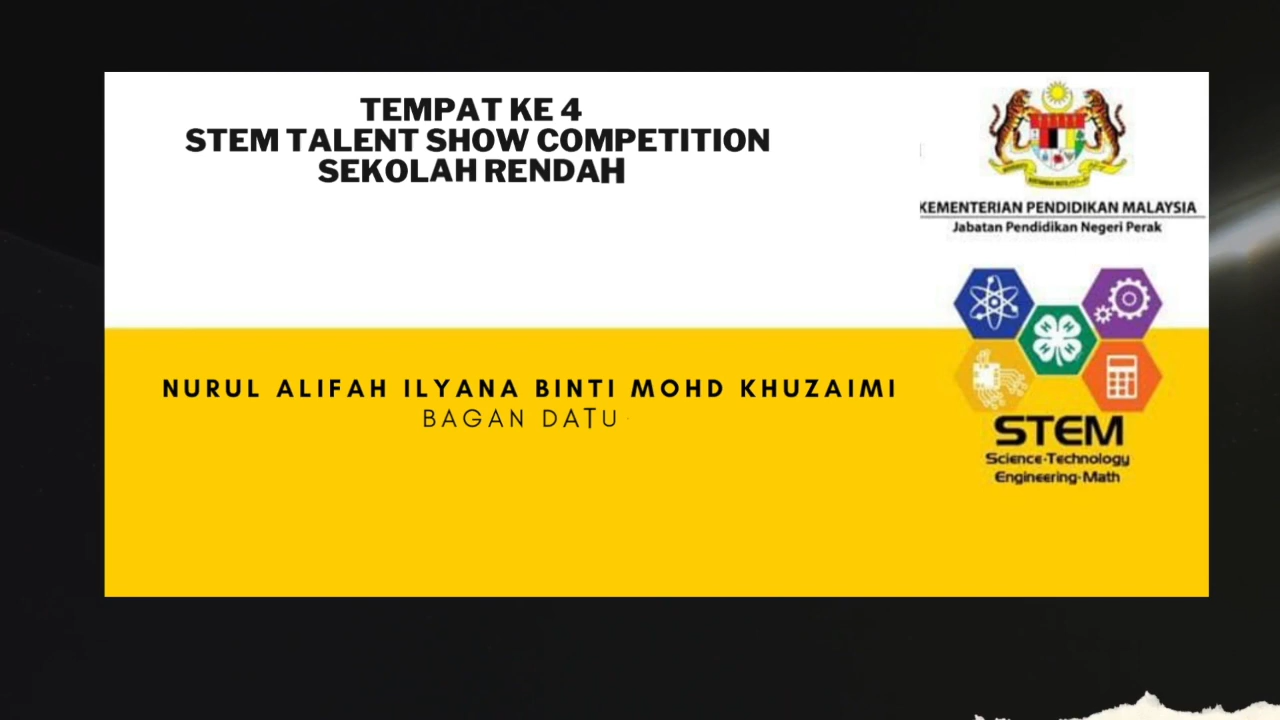 TEMPAT KE 4
STEM TALENT SHOW COMPETITION
SEKOLAH RENDAH
KEMENTERIAN PENDIDIKAN MALAYSIA
Jabatan Pendidikan Negeri Perak
NURUL ALIFAH ILYANA BINTI MOHD KHUZAIMI
BAGAN DATU
H H
H H
STEM
Science·Technology
Engineering·Math